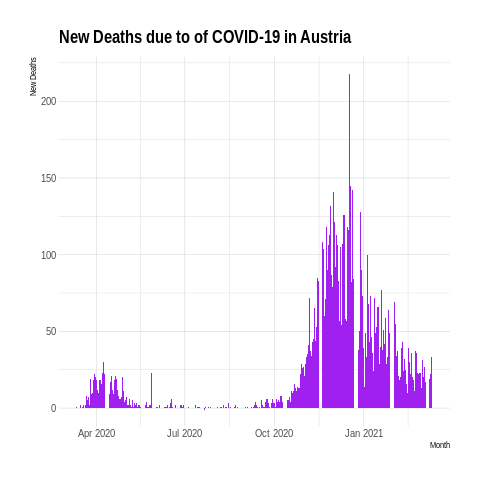 New Deaths due to of COVID-19 in Austria
New Deaths
200
150
100
50
0
Apr 2020 Jul 2020 Oct 2020 Jan 2021
Month